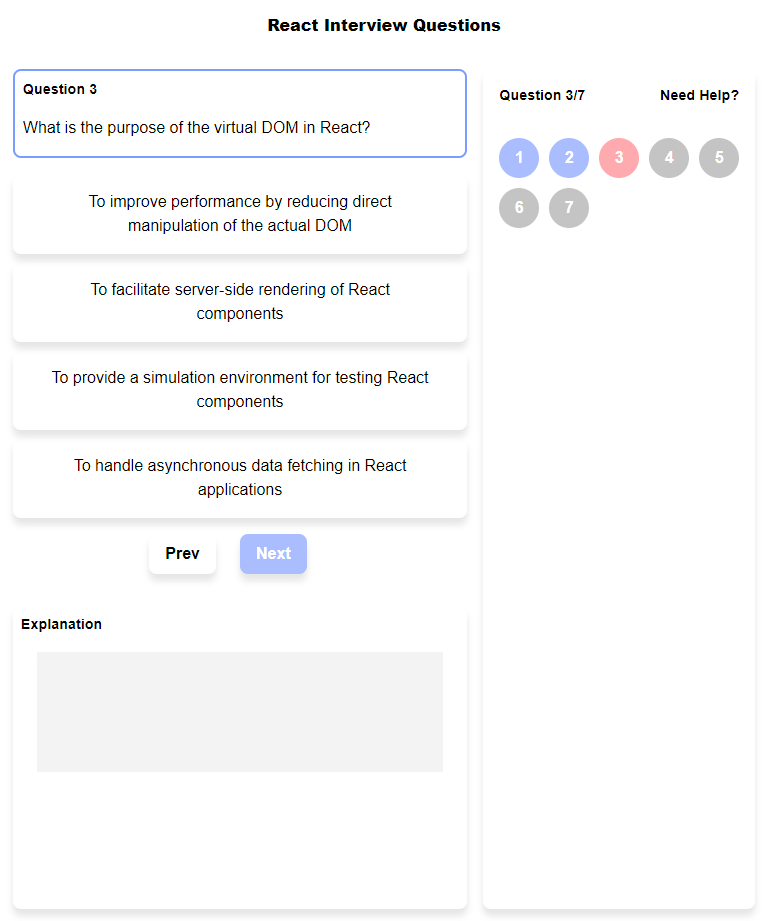 React Interview Questions
Question 3
What is the purpose of the virtual DOM in React?
To improve performance by reducing direct
manipulation of the actual DOM
To facilitate server-side rendering of React
components
To provide a simulation environment for testing React
components
To handle asynchronous data fetching in React
applications
Prev
Next
Explanation
Question 3/7
Need Help?
1 2 3 4 5
6 7